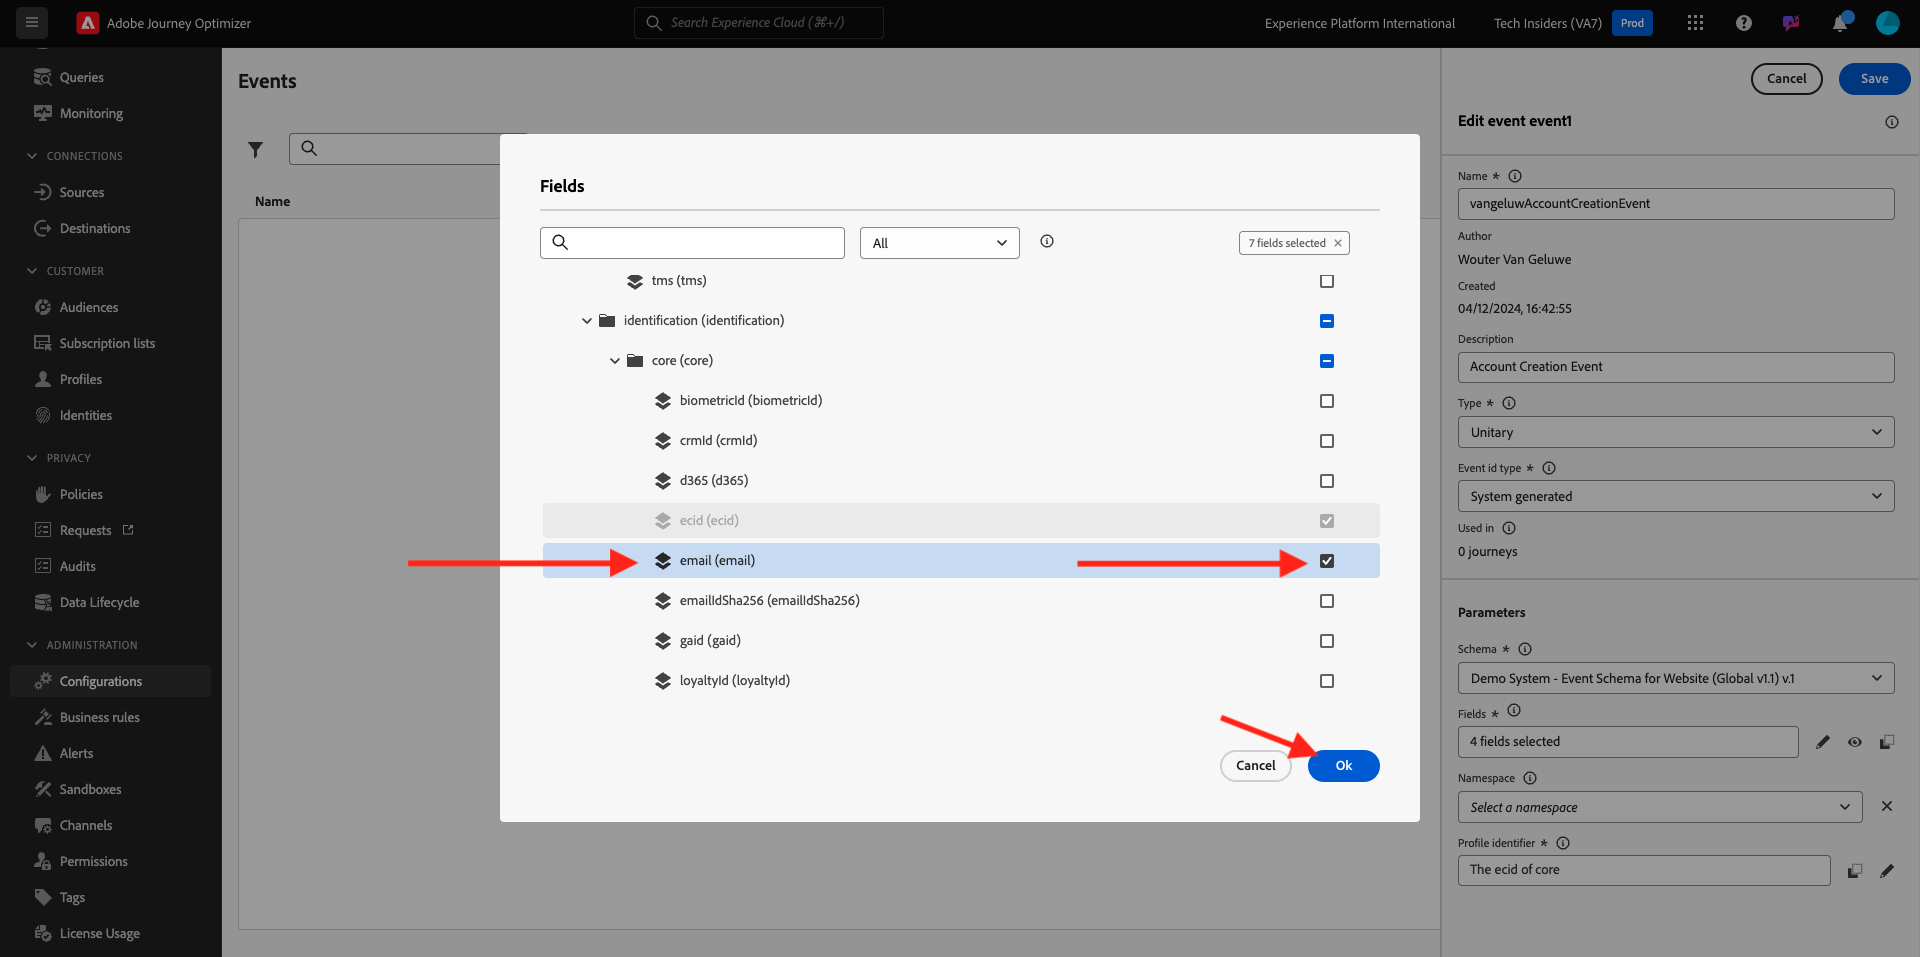 Adobe Journey Optimizer
Search Experience Cloud (⌘+/)
Experience Platform International
Tech Insiders (VA7)
Prod
Queries
Monitoring
CONNECTIONS
Sources
Destinations
CUSTOMER
Audiences
Subscription lists
Profiles
Identities
PRIVACY
Policies
Requests
Audits
Data Lifecycle
ADMINISTRATION
Configurations
Business rules
Alerts
Sandboxes
Channels
Permissions
Tags
License Usage
Events
Name
Fields
All
7 fields selected
tms (tms)
identification (identification)
core (core)
biometricId (biometricId)
crmId (crmId)
d365 (d365)
ecid (ecid)
email (email)
emailIdSha256 (emailIdSha256)
gaid (gaid)
loyaltyId (loyaltyId)
Cancel
Ok
Cancel
Save
Edit event event1
Name *
vangeluwAccountCreationEvent
Author
Wouter Van Geluwe
Created
04/12/2024, 16:42:55
Description
Account Creation Event
Type *
Unitary
Event id type *
System generated
Used in
0 journeys
Parameters
Schema *
Demo System - Event Schema for Website (Global v1.1) v.1
Fields *
4 fields selected
Namespace
Select a namespace
Profile identifier *
The ecid of core